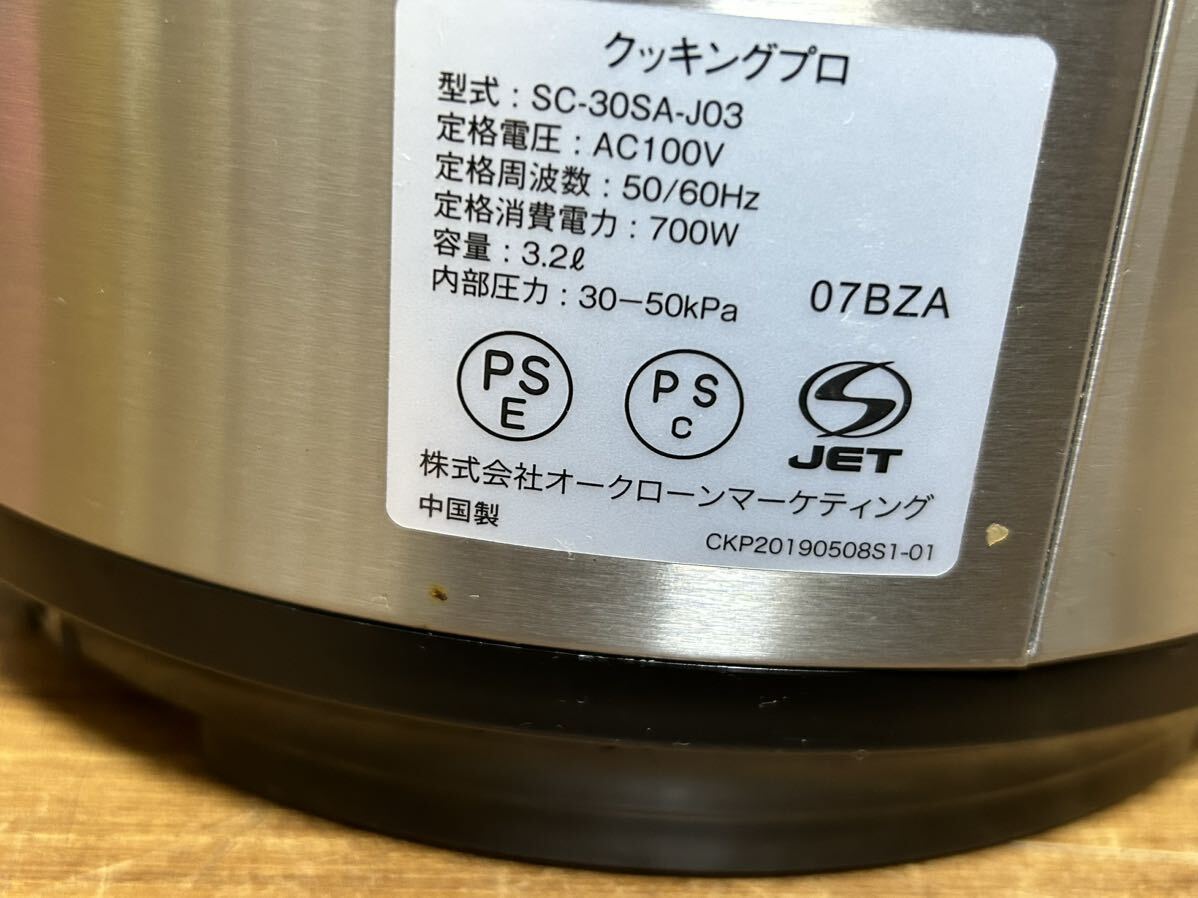 クッキングプロ
型式 : SC-30SA-J03
定格電圧 : AC100V
定格周波数 : 50/60Hz
定格消費電力 : 700W
容量 : 3.2ℓ
内部圧力 : 30−50kPa
07BZA
PS
E
PS
C
JET
株式会社オークローンマーケティング
中国製
CKP20190508S1-01